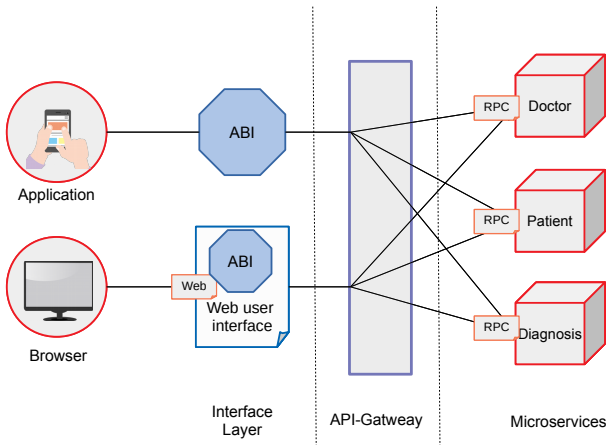 ABI
RPC
Doctor
Application
RPC
Patient
ABI
Web
Web user
interface
RPC
Diagnosis
Browser
Interface
Layer
API-Gatweay
Microservices